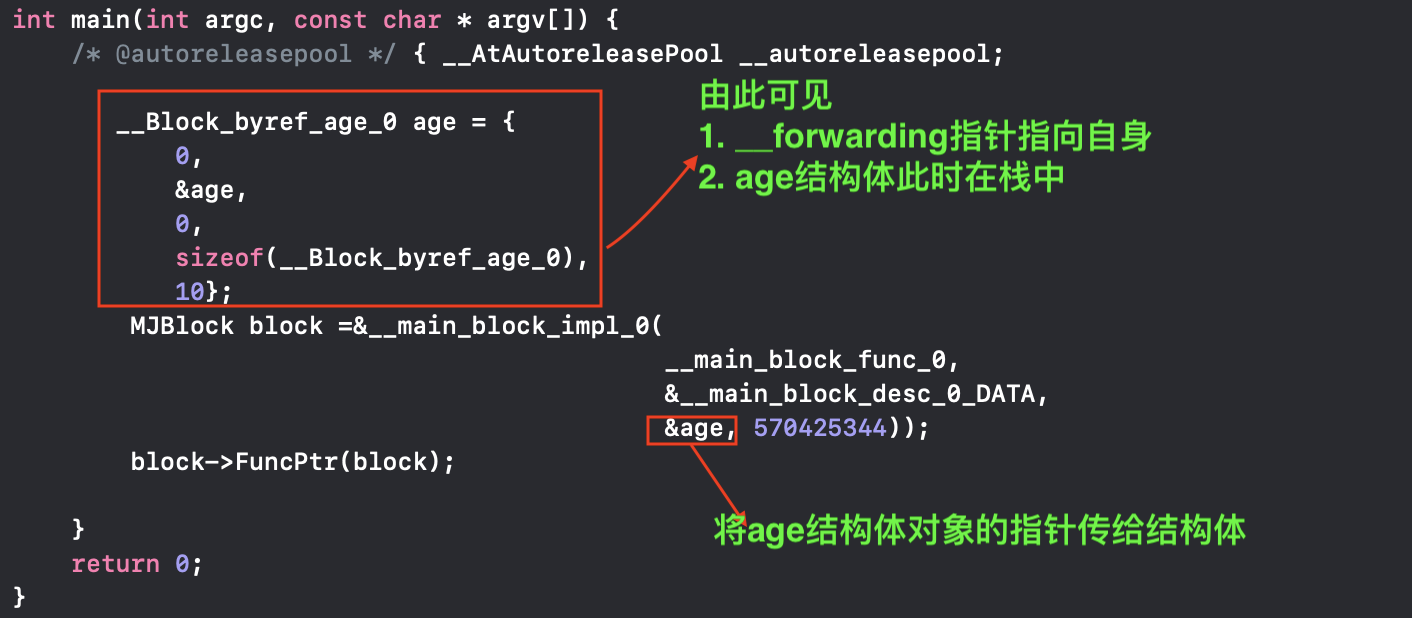 int main(int argc, const char * argv[]) {
/* @autoreleasepool */ { __AtAutoreleasePool __autoreleasepool;
由此可见
__Block_byref_age_0 age = {
1. __forwarding指针指向自身
0,
2. age结构体此时在栈中
&age,
0,
sizeof(__Block_byref_age_0),
10};
MJBlock block =&__main_block_impl_0(
__main_block_func_0,
&__main_block_desc_0_DATA,
&age, 570425344));
block->FuncPtr(block);
}
将age结构体对象的指针传给结构体
return 0;
}